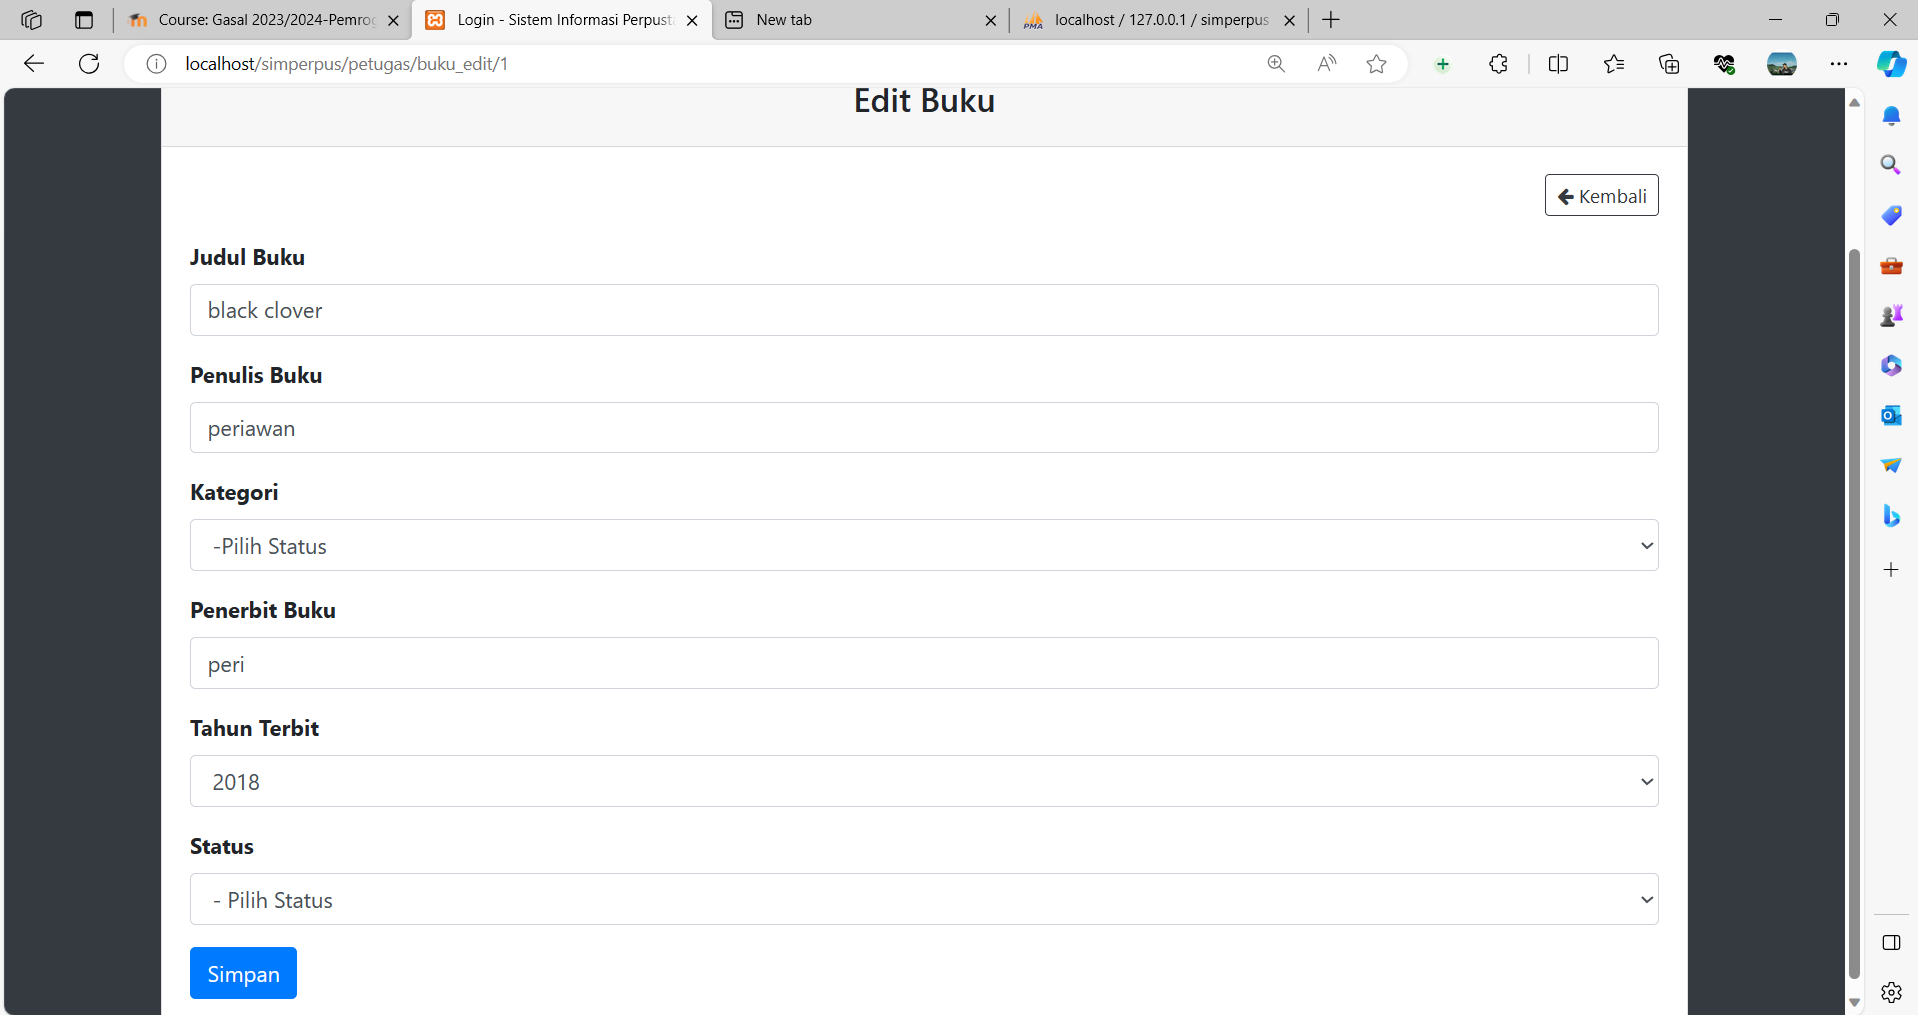 Course: Gasal 2023/2024-Pemrog
Login - Sistem Informasi Perpusta
New tab
localhost / 127.0.0.1 / simperpus
localhost/simperpus/petugas/buku_edit/1
Edit Buku
Kembali
Judul Buku
black clover
Penulis Buku
periawan
Kategori
-Pilih Status
Penerbit Buku
peri
Tahun Terbit
2018
Status
- Pilih Status
Simpan